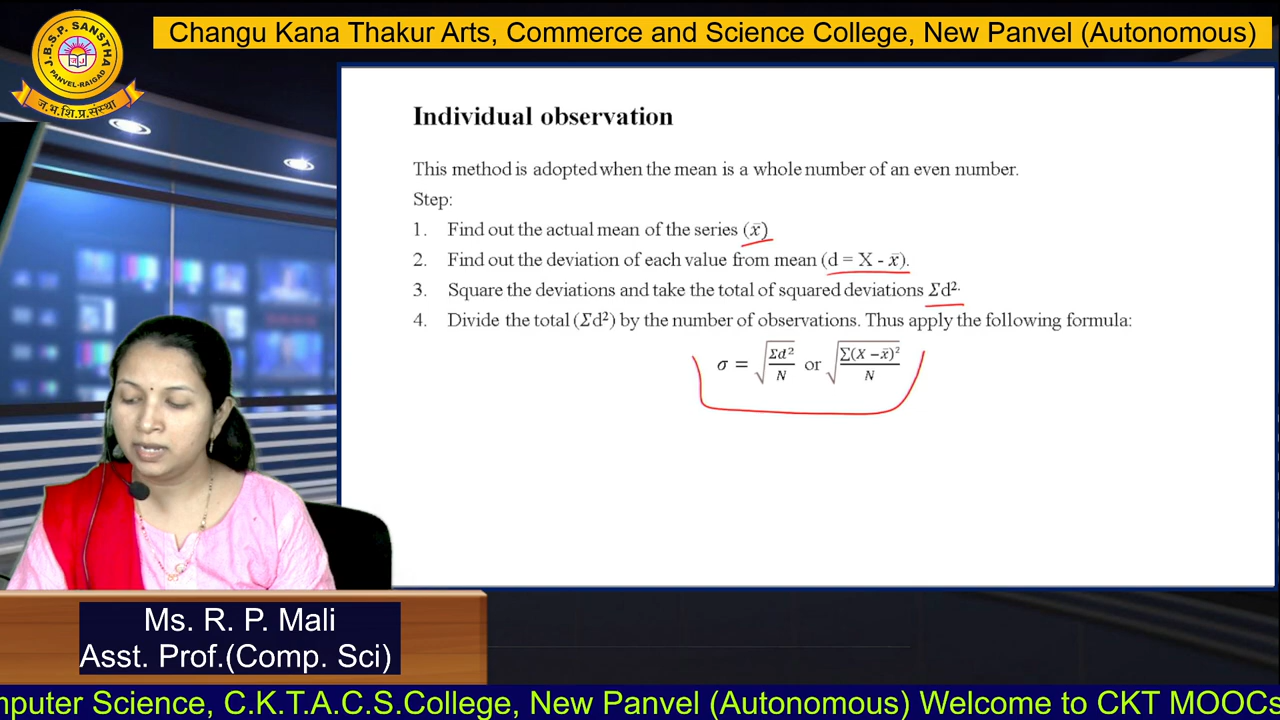 Changu Kana Thakur Arts, Commerce and Science College, New Panvel (Autonomous)
J.B.S.P. SANSTHA
PANVEL-RAIGAD
ज.भ.शि.प्र.संस्था
Individual observation
This method is adopted when the mean is a whole number of an even number.
Step:
1. Find out the actual mean of the series (x̄)
2. Find out the deviation of each value from mean (d = X - x̄).
3. Square the deviations and take the total of squared deviations Σd².
4. Divide the total (Σd²) by the number of observations. Thus apply the following formula:
σ = √(Σd²/N) or √(∑(X − x̄)²/N)
Ms. R. P. Mali
Asst. Prof.(Comp. Sci)
mputer Science, C.K.T.A.C.S.College, New Panvel (Autonomous) Welcome to CKT MOOCs